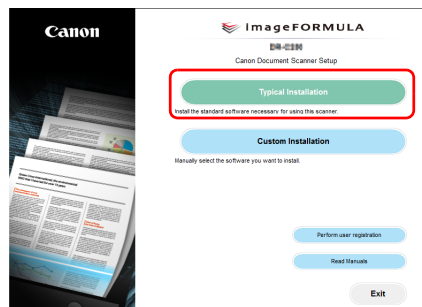 Canon
imageFORMULA
Canon Document Scanner Setup
Typical Installation
Install the standard software necessary for using this scanner.
Custom Installation
Manually select the software you want to install.
Perform user registration
Read Manuals
Exit